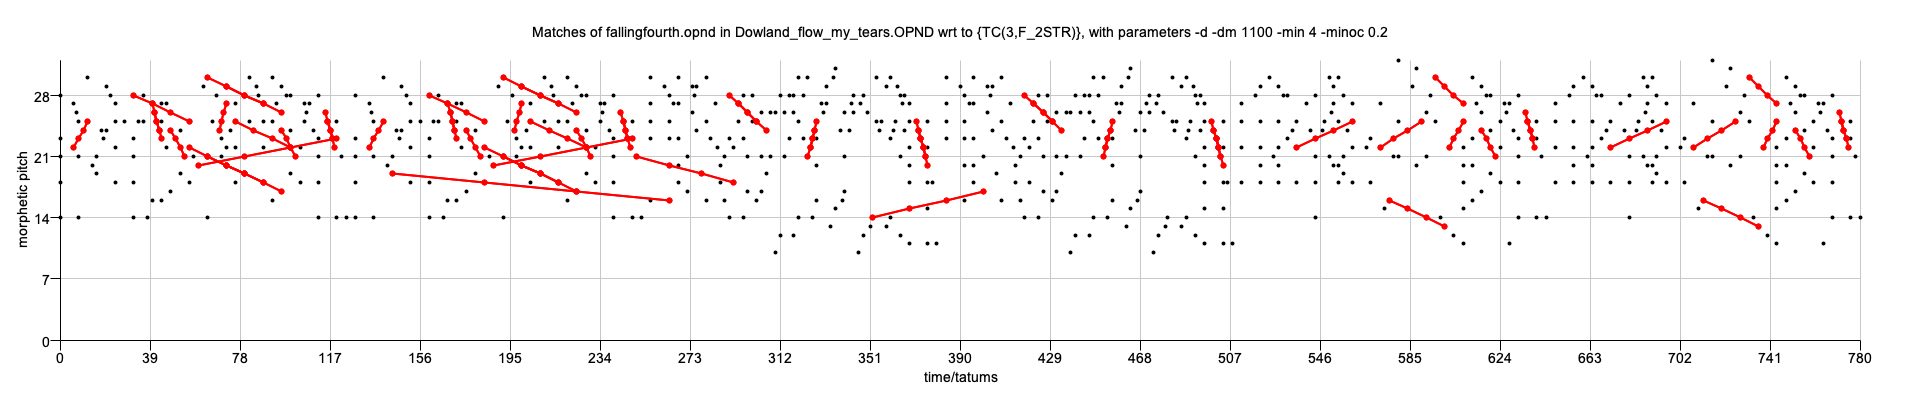 Matches of fallingfourth.opnd in Dowland_flow_my_tears.OPND wrt to {TC(3,F_2STR)}, with parameters -d -dm 1100 -min 4 -minoc 0.2
28
21
14
7
0
morphetic pitch
0 39 78 117 156 195 234 273 312 351 390 429 468 507 546 585 624 663 702 741 780
time/tatums